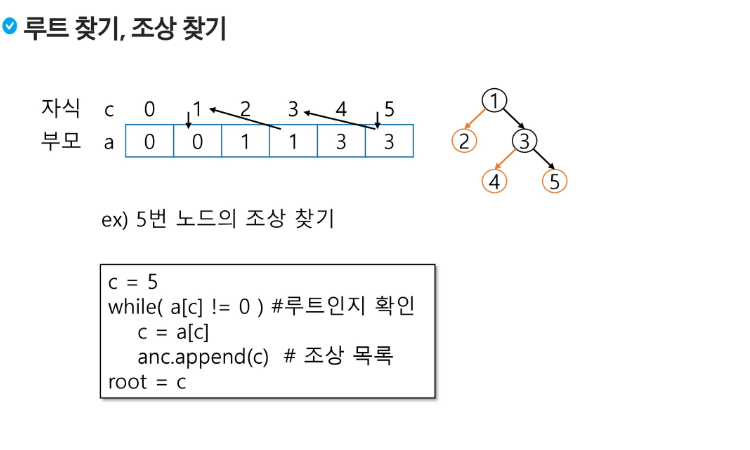 루트 찾기, 조상 찾기
자식 c 0 1 2 3 4 5
부모 a 0 0 1 1 3 3
1
2 3
4 5
ex) 5번 노드의 조상 찾기
c = 5
while( a[c] != 0 ) #루트인지 확인
c = a[c]
anc.append(c) # 조상 목록
root = c